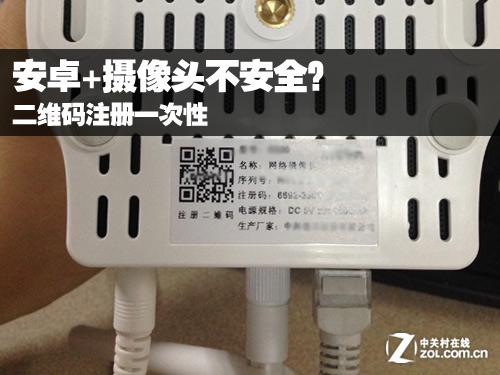 安卓+摄像头不安全?
二维码注册一次性
名称: 网络摄像
序列号:
注册码: 6592-
电源规格: DC 5V
生产厂家:
注册二维码
中关村在线
ZOL.COM.CN